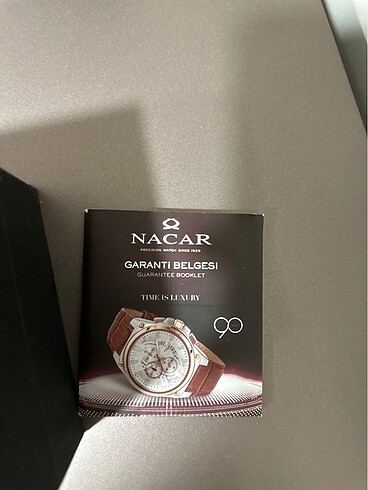 NACAR
PRECISION WATCH SINCE 1929
GARANTİ BELGESİ
GUARANTEE BOOKLET
TIME IS LUXURY
90